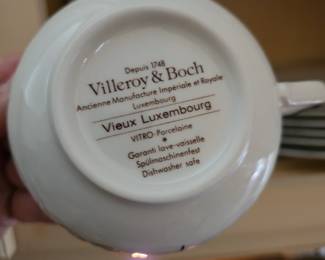 Depuis 1748
Villeroy & Boch
Ancienne Manufacture Impériale et Royale
Luxembourg
Vieux Luxembourg
VITRO-Porcelaine
Garanti lave-vaisselle
Spülmaschinenfest
Dishwasher safe